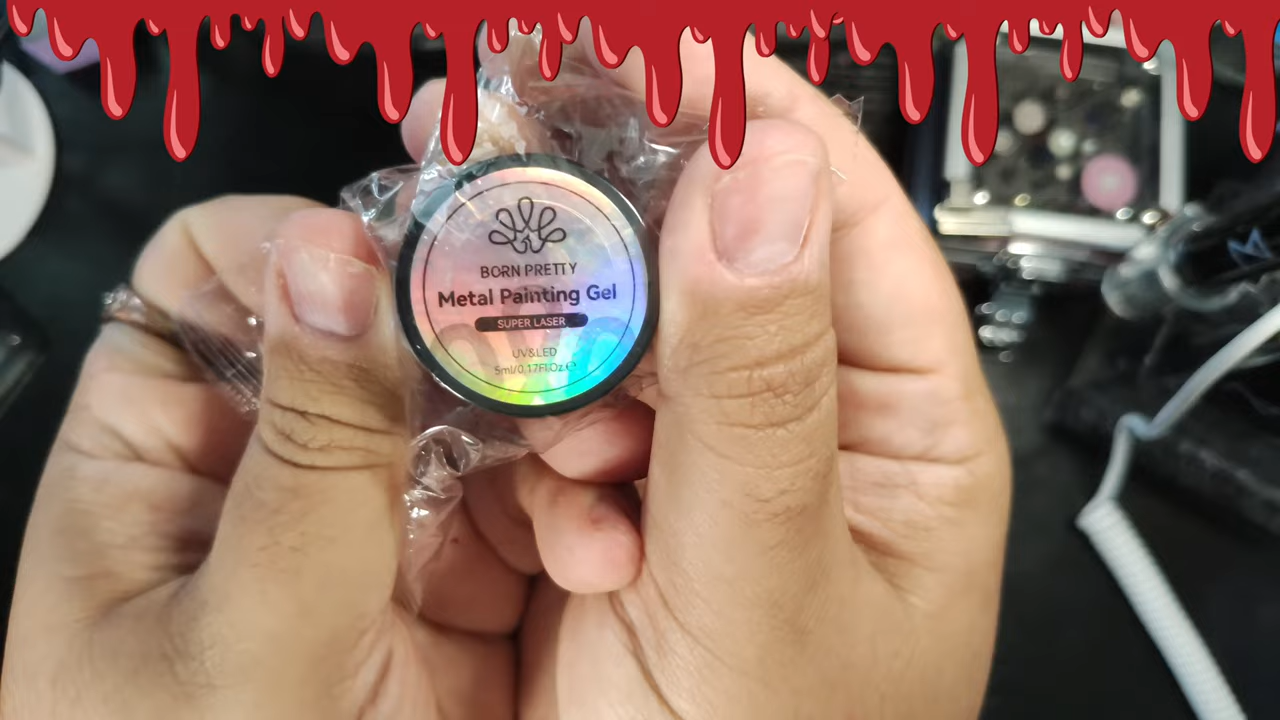 BORN PRETTY
Metal Painting Gel
SUPER LASER
UV&LED
5ml/0.17Fl.Oz ℮